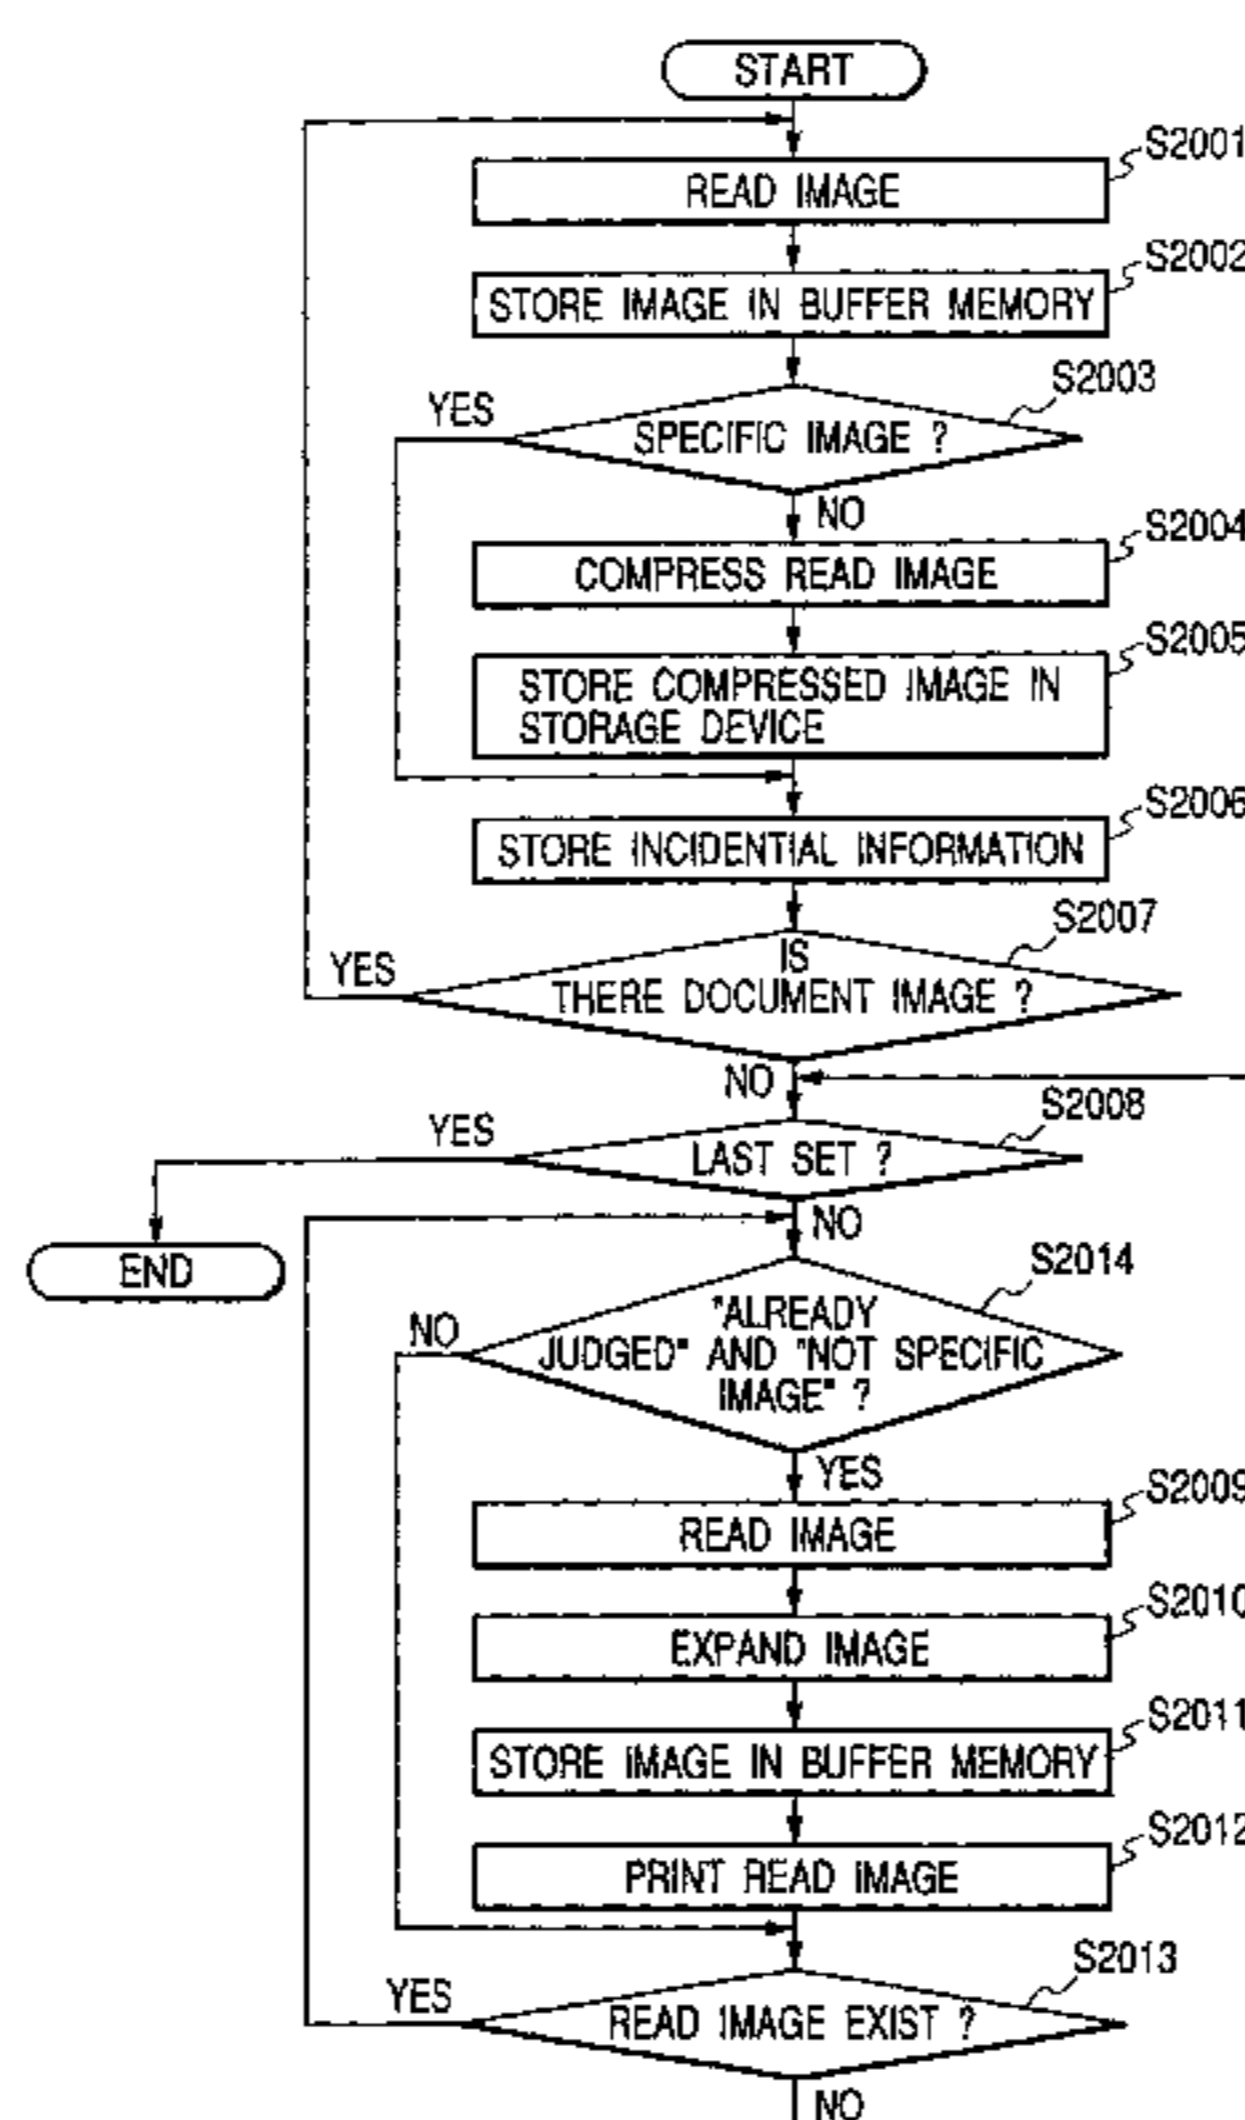 START
S2001
READ IMAGE
S2002
STORE IMAGE IN BUFFER MEMORY
S2003
YES
SPECIFIC IMAGE ?
NO
S2004
COMPRESS READ IMAGE
S2005
STORE COMPRESSED IMAGE IN
STORAGE DEVICE
S2006
STORE INCIDENTIAL INFORMATION
S2007
YES
IS
THERE DOCUMENT IMAGE ?
NO
S2008
YES
LAST SET ?
NO
END
S2014
NO
"ALREADY
JUDGED" AND "NOT SPECIFIC
IMAGE" ?
YES
S2009
READ IMAGE
S2010
EXPAND IMAGE
S2011
STORE IMAGE IN BUFFER MEMORY
S2012
PRINT READ IMAGE
S2013
YES
READ IMAGE EXIST ?
NO